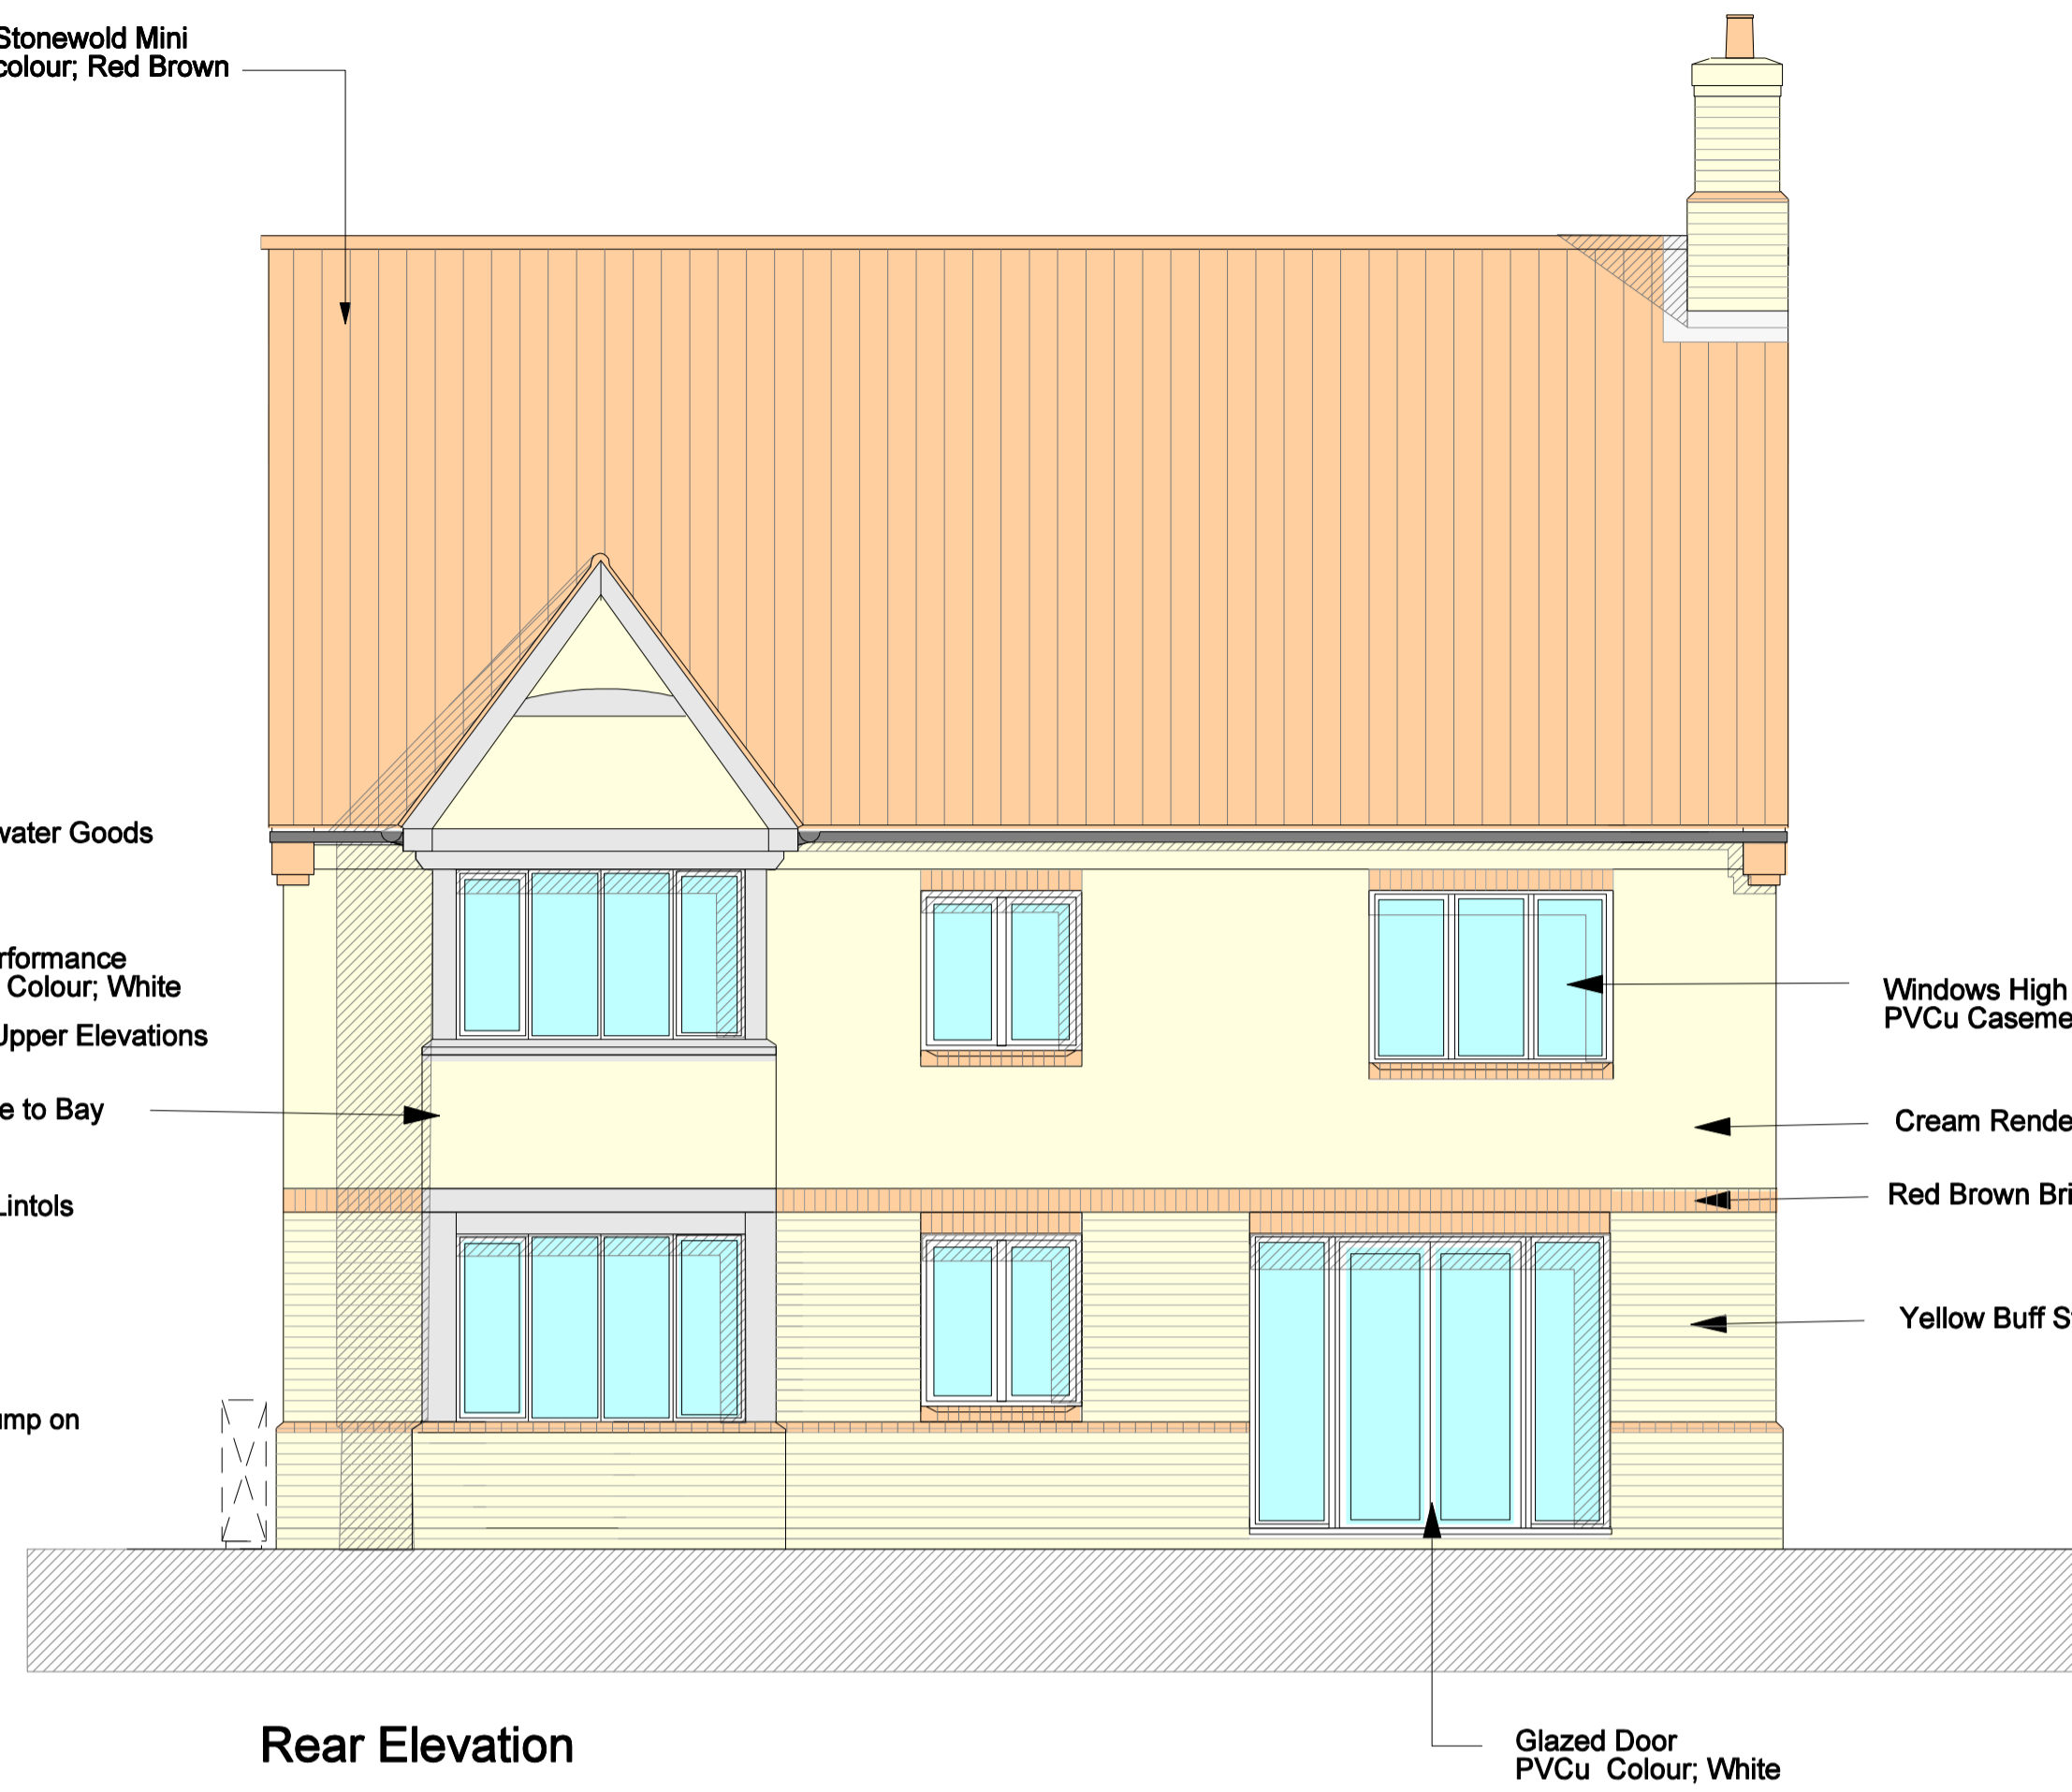 Stonewold Mini
colour; Red Brown
water Goods
rformance
Colour; White
Upper Elevations
e to Bay
Lintols
ump on
Windows High
PVCu Caseme
Cream Rende
Red Brown Bri
Yellow Buff S
Glazed Door
PVCu Colour; White
Rear Elevation